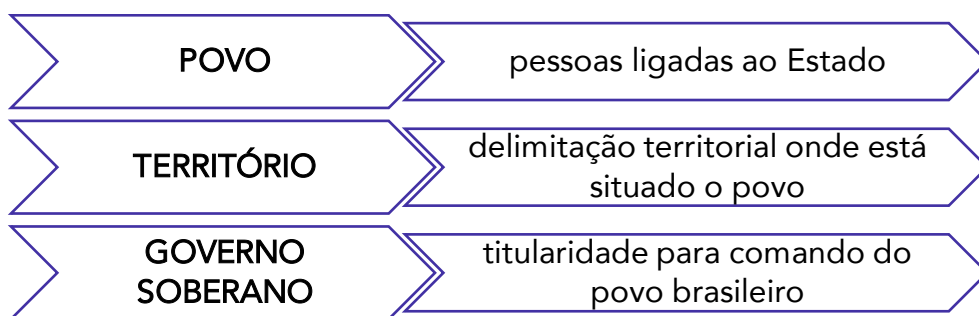 POVO
pessoas ligadas ao Estado
TERRITÓRIO
delimitação territorial onde está
situado o povo
GOVERNO
SOBERANO
titularidade para comando do
povo brasileiro